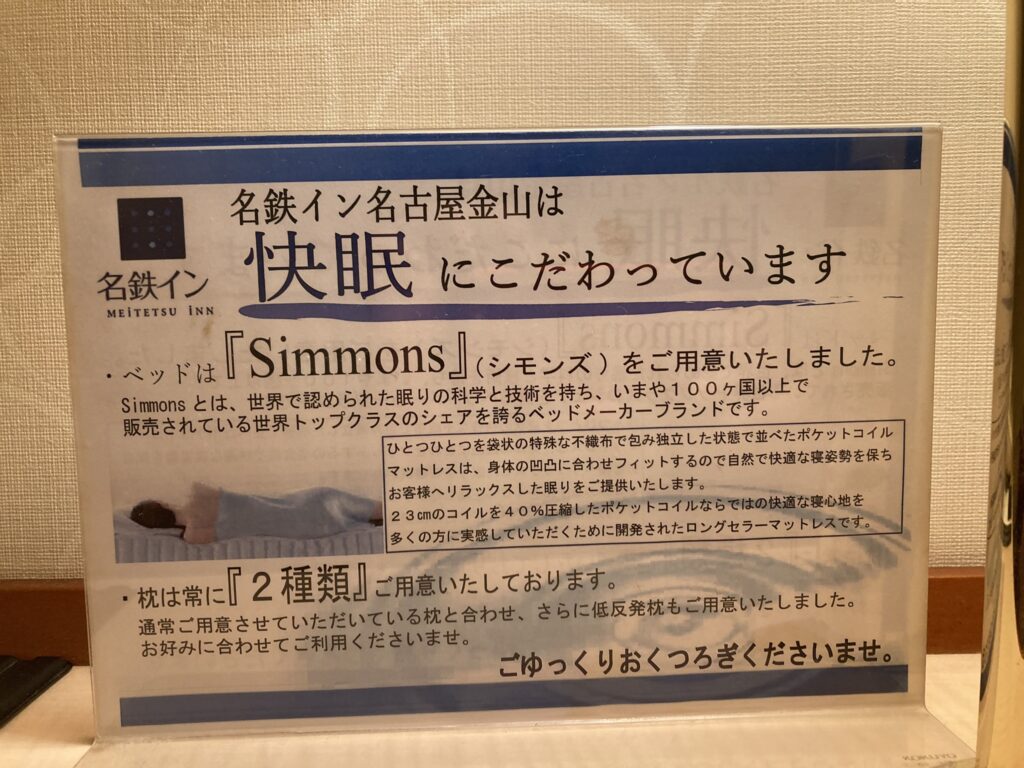 名鉄イン名古屋金山は
快眠にこだわっています
名鉄イン
MEiTETSU iNN
・ベッドは『Simmons』(シモンズ)をご用意いたしました。
Simmonsとは、世界で認められた眠りの科学と技術を持ち、いまや100ヶ国以上で
販売されている世界トップクラスのシェアを誇るベッドメーカーブランドです。
ひとつひとつを袋状の特殊な不織布で包み独立した状態で並べたポケットコイル
マットレスは、身体の凹凸に合わせフィットするので自然で快適な寝姿勢を保ち
お客様へリラックスした眠りをご提供いたします。
23㎝のコイルを40%圧縮したポケットコイルならではの快適な寝心地を
多くの方に実感していただくために開発されたロングセラーマットレスです。
・枕は常に『2種類』ご用意いたしております。
通常ご用意させていただいている枕と合わせ、さらに低反発枕もご用意いたしました。
お好みに合わせてご利用くださいませ。
ごゆっくりおくつろぎくださいませ。